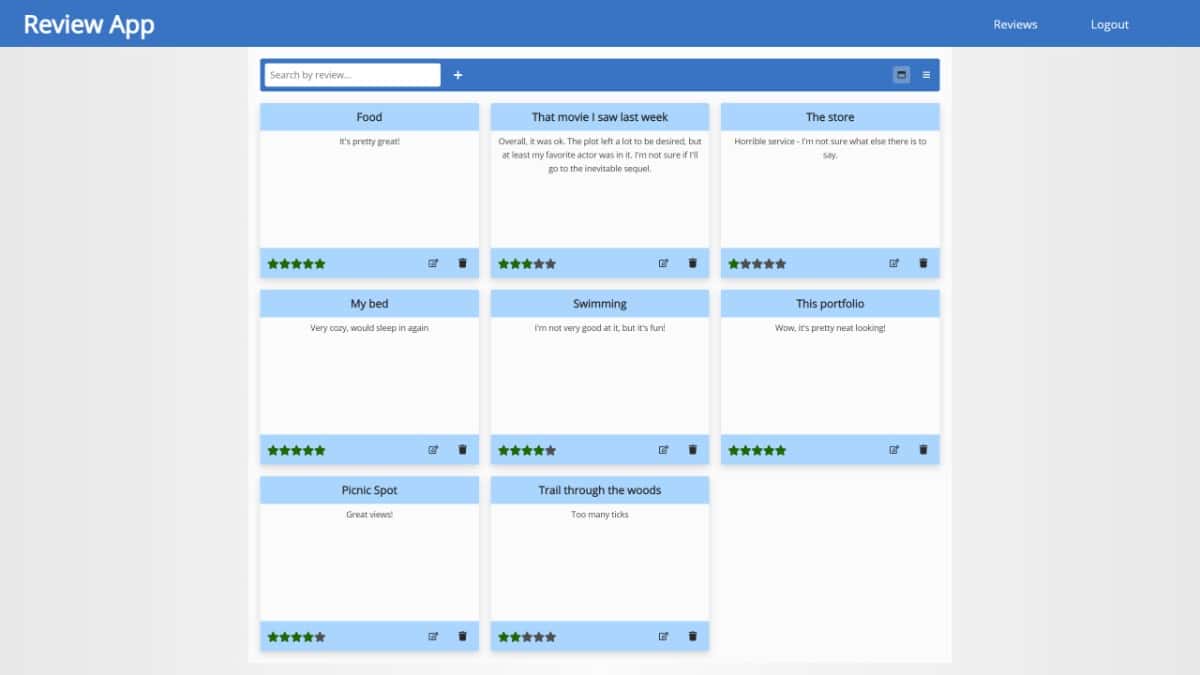 Review App
Reviews
Logout
Search by review...
Food
It's pretty great!
That movie I saw last week
Overall, it was ok. The plot left a lot to be desired, but
at least my favorite actor was in it. I'm not sure if I'll
go to the inevitable sequel.
The store
Horrible service - I'm not sure what else there is to
say.
My bed
Very cozy, would sleep in again
Swimming
I'm not very good at it, but it's fun!
This portfolio
Wow, it's pretty neat looking!
Picnic Spot
Great views!
Trail through the woods
Too many ticks